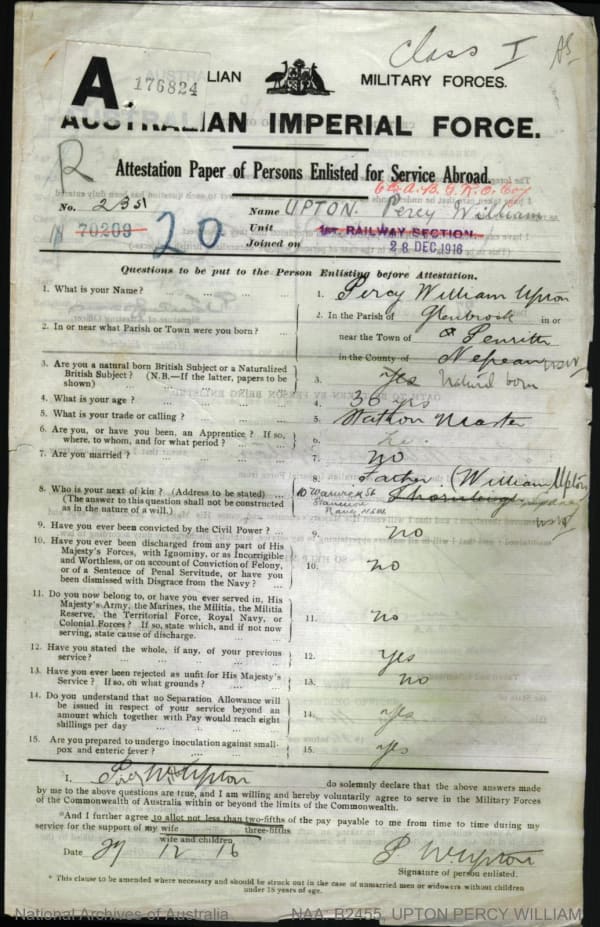 Class I
A. 176824
AUSTRALIAN MILITARY FORCES.
AUSTRALIAN IMPERIAL FORCE.
R
Attestation Paper of Persons Enlisted for Service Abroad.
No. 2351 Name UPTON. Percy William
70209 20 Unit RAILWAY SECTION.
Joined on 28 DEC 1916
Questions to be put to the Person Enlisting before Attestation.
1. What is your Name? ... 1. Percy William Upton
2. In or near what Parish or Town were you born? ... 2. In the Parish of Glenbrook in or
near the Town of Penrith
in the County of Nepean NSW
3. Are you a natural born British Subject or a Naturalized
British Subject? (N.B.—If the latter, papers to be
shown) 3. Yes Natural born
4. What is your age? ... 4. 36 yrs
5. What is your trade or calling? ... 5. Station Master
6. Are you, or have you been, an Apprentice? If so,
where, to whom, and for what period? 6.
7. Are you married? ... 7. No
8. Who is your next of kin? (Address to be stated) ... 8. Father. (William Upton
(The answer to this question shall not be construed 10 Warwick St
as in the nature of a will.) Stanmore Sydney
NSW
9. Have you ever been convicted by the Civil Power? ... 9. no
10. Have you ever been discharged from any part of His
Majesty's Forces, with Ignominy, or as Incorrigible
and Worthless, or on account of Conviction of Felony,
or of a Sentence of Penal Servitude, or have you
been dismissed with Disgrace from the Navy? ... 10. no
11. Do you now belong to, or have you ever served in, His
Majesty's Army, the Marines, the Militia, the Militia
Reserve, the Territorial Force, Royal Navy, or
Colonial Forces? If so, state which, and if not now
serving, state cause of discharge. 11. no
12. Have you stated the whole, if any, of your previous
service? ... 12. yes
13. Have you ever been rejected as unfit for His Majesty's
Service? If so, on what grounds? 13. no
14. Do you understand that no Separation Allowance will
be issued in respect of your service beyond an
amount which together with Pay would reach eight
shillings per day ... 14. yes
15. Are you prepared to undergo inoculation against small-
pox and enteric fever? ... 15. yes
I, Percy Wm Upton do solemnly declare that the above answers made
by me to the above questions are true, and I am willing and hereby voluntarily agree to serve in the Military Forces
of the Commonwealth of Australia within or beyond the limits of the Commonwealth.
*And I further agree to allot not less than two-fifths of the pay payable to me from time to time during my
service for the support of my wife three-fifths
wife and children
Date 27 12 16 P. W. Upton
Signature of person enlisted.
* This clause to be amended where necessary and should be struck out in the case of unmarried men or widowers without children
under 18 years of age.
National Archives of Australia NAA: B2455, UPTON PERCY WILLIAM